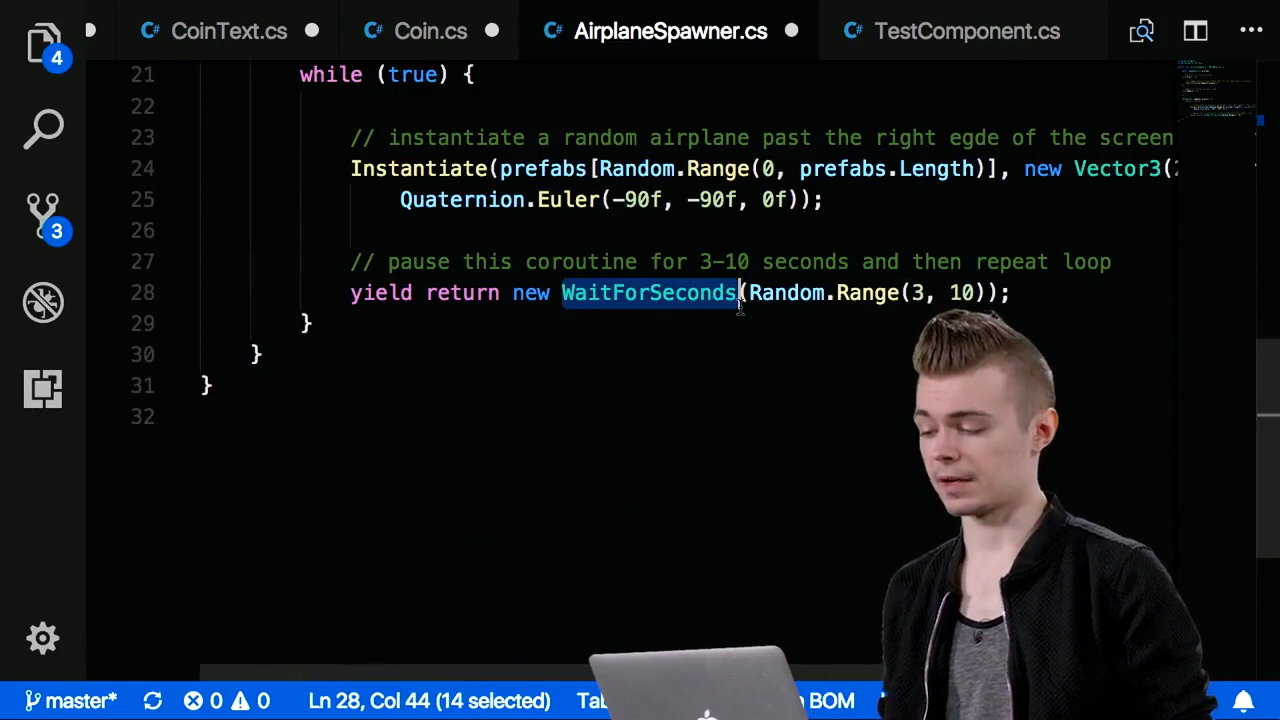 CoinText.cs
Coin.cs
AirplaneSpawner.cs
TestComponent.cs
4
3
21 while (true) {
22
23 // instantiate a random airplane past the right egde of the screen
24 Instantiate(prefabs[Random.Range(0, prefabs.Length)], new Vector3(
25 Quaternion.Euler(-90f, -90f, 0f));
26
27 // pause this coroutine for 3-10 seconds and then repeat loop
28 yield return new WaitForSeconds(Random.Range(3, 10));
29 }
30 }
31 }
32
master* 0 0 Ln 28, Col 44 (14 selected) BOM